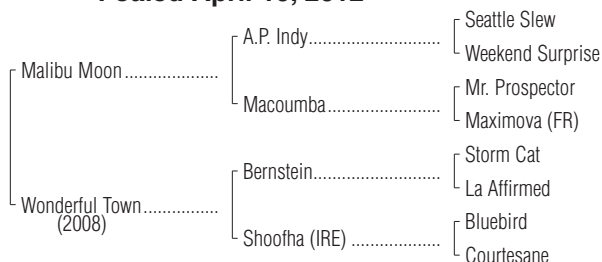 Foaled April 2012
Seattle Slew
A.P. Indy
Weekend Surprise
Malibu Moon
Mr. Prospector
Macoumba
Maximova (FR)
Storm Cat
Bernstein
La Affirmed
Wonderful Town
(2008)
Bluebird
Shoofha (IRE)
Courtesane